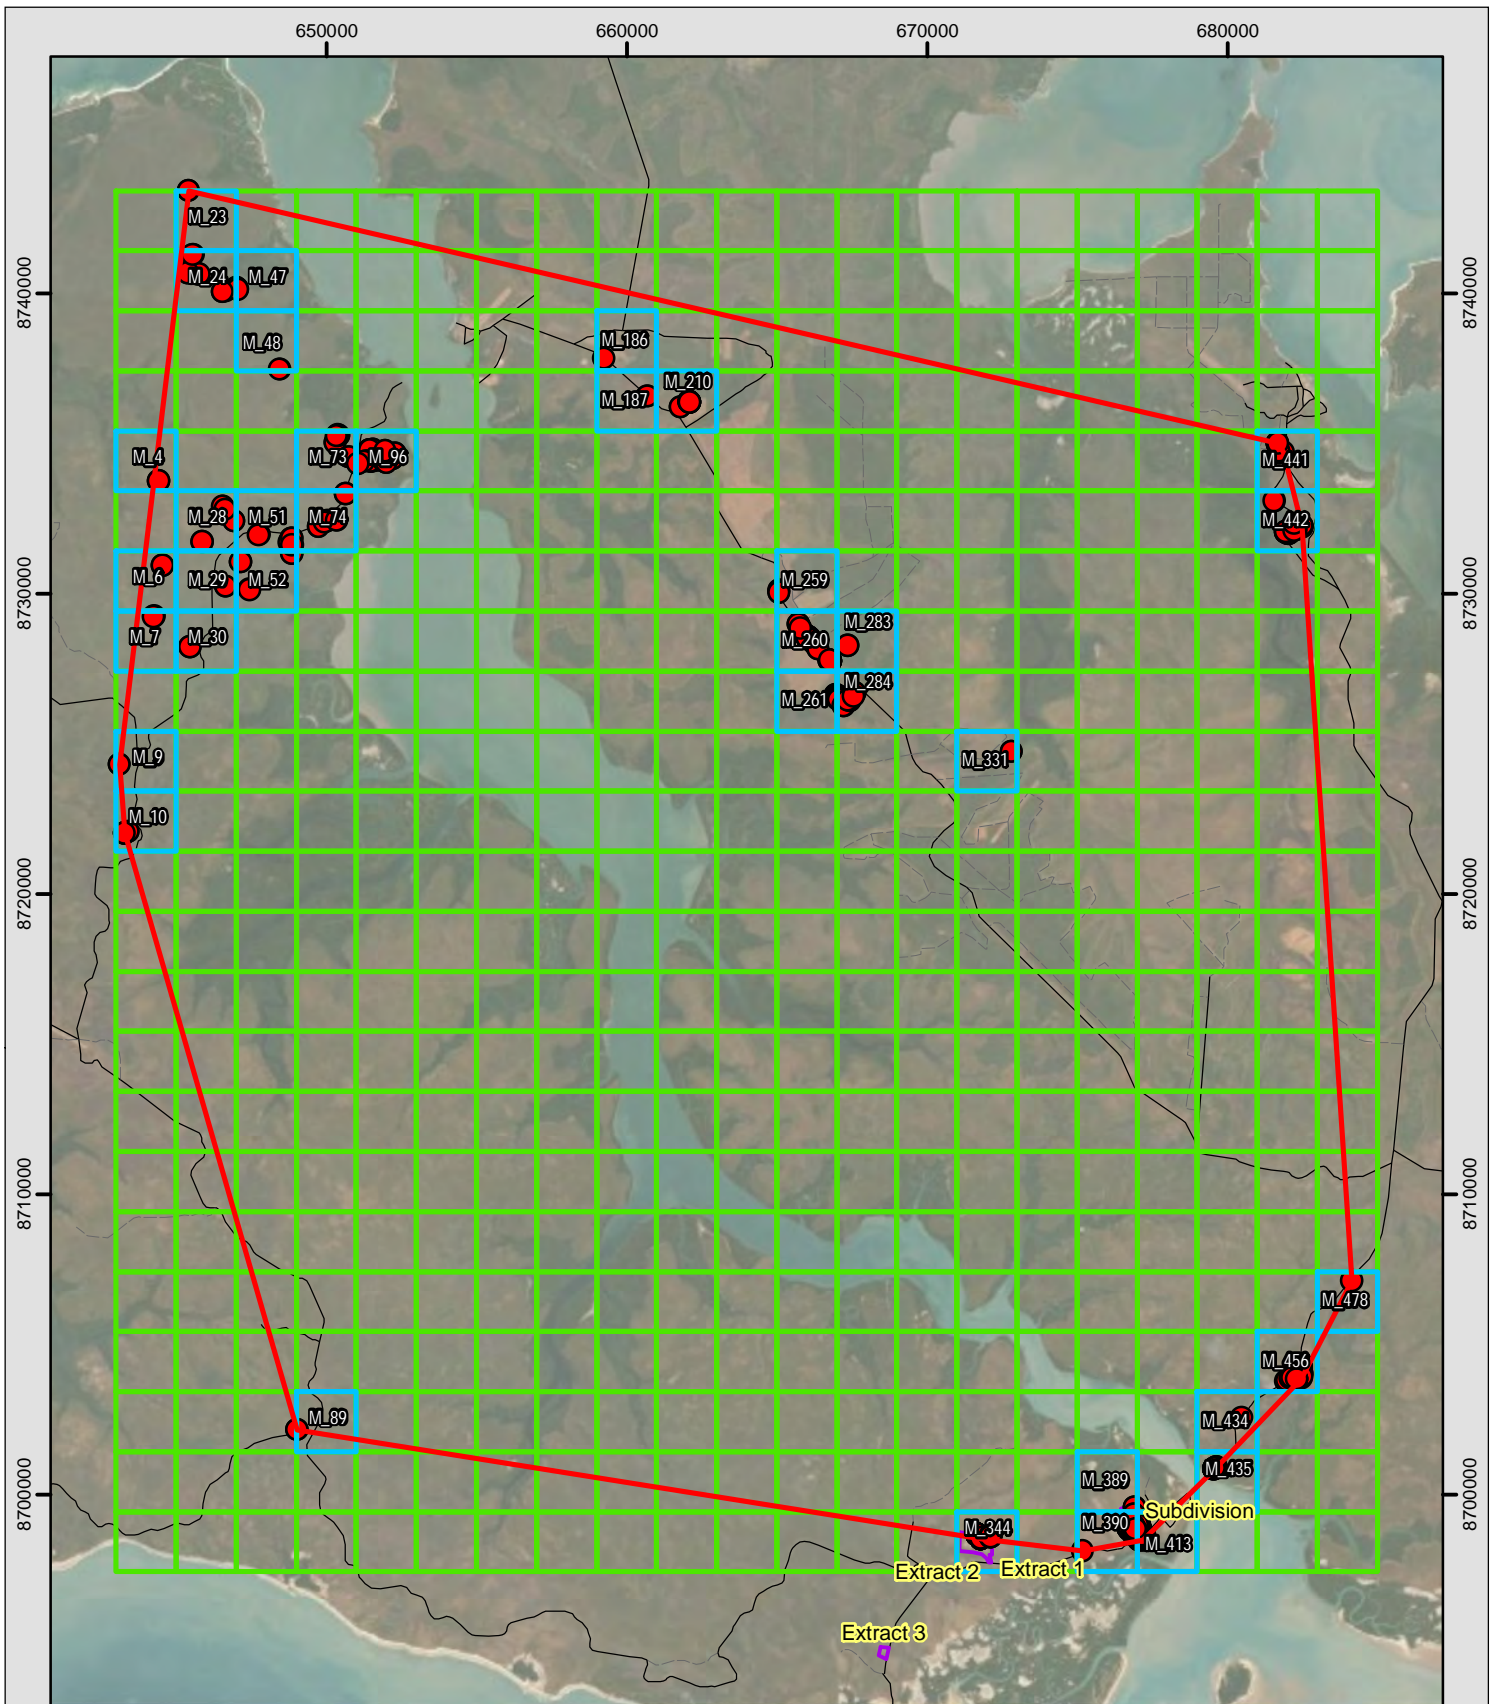 650000 660000 670000 680000
M_23
M_24 M_47
8740000 8740000
M_48
M_186
M_187 M_210
M_4 M_73 M_96
M_441
M_28 M_51 M_74
M_442
M_6 M_29 M_52
M_259
8730000 8730000
M_7 M_30
M_260 M_283
M_261 M_284
M_9
M_331
M_10
8720000 8720000
8710000 8710000
M_478
M_456
M_89
M_434
M_435
M_389
8700000 8700000
Subdivision
M_344
M_390
M_413
Extract 2 Extract 1
Extract 3